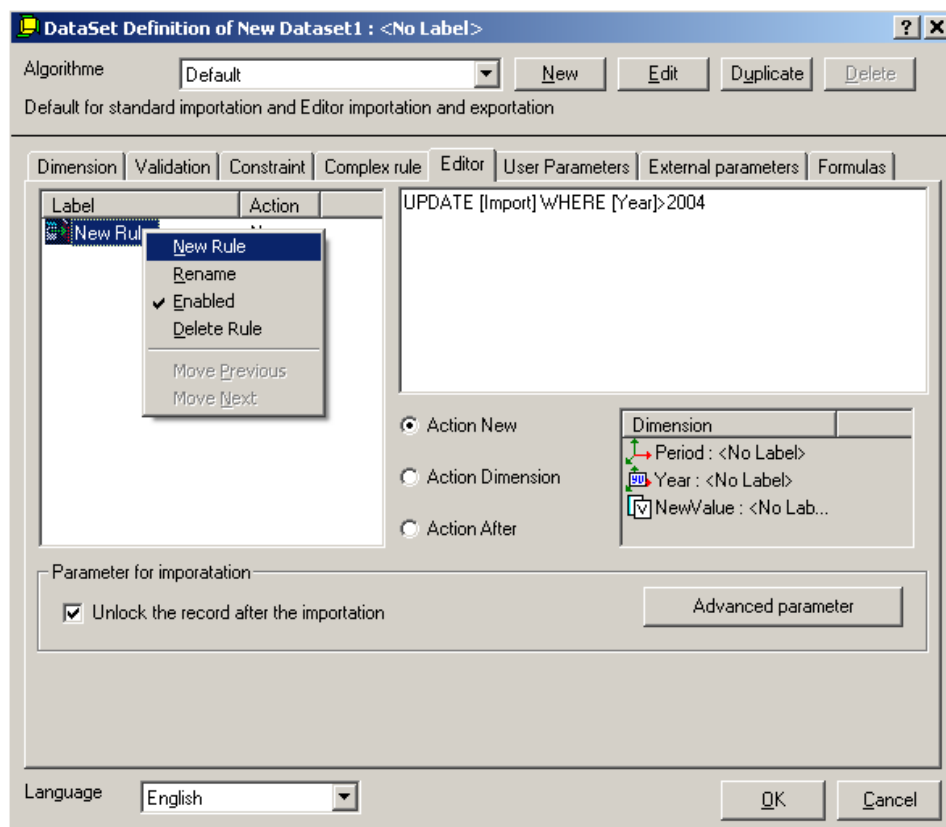 DataSet Definition of New Dataset1 : <No Label>
Algorithme Default New Edit Duplicate Delete
Default for standard importation and Editor importation and exportation
Dimension Validation Constraint Complex rule Editor User Parameters External parameters Formulas
Label Action
UPDATE [Import] WHERE [Year]>2004
New Rul
New Rule
Rename
Enabled
Delete Rule
Move Previous
Move Next
Action New
Action Dimension
Action After
Dimension
Period : <No Label>
Year : <No Label>
NewValue : <No Lab...
Parameter for imporatation
Unlock the record after the importation
Advanced parameter
Language English OK Cancel